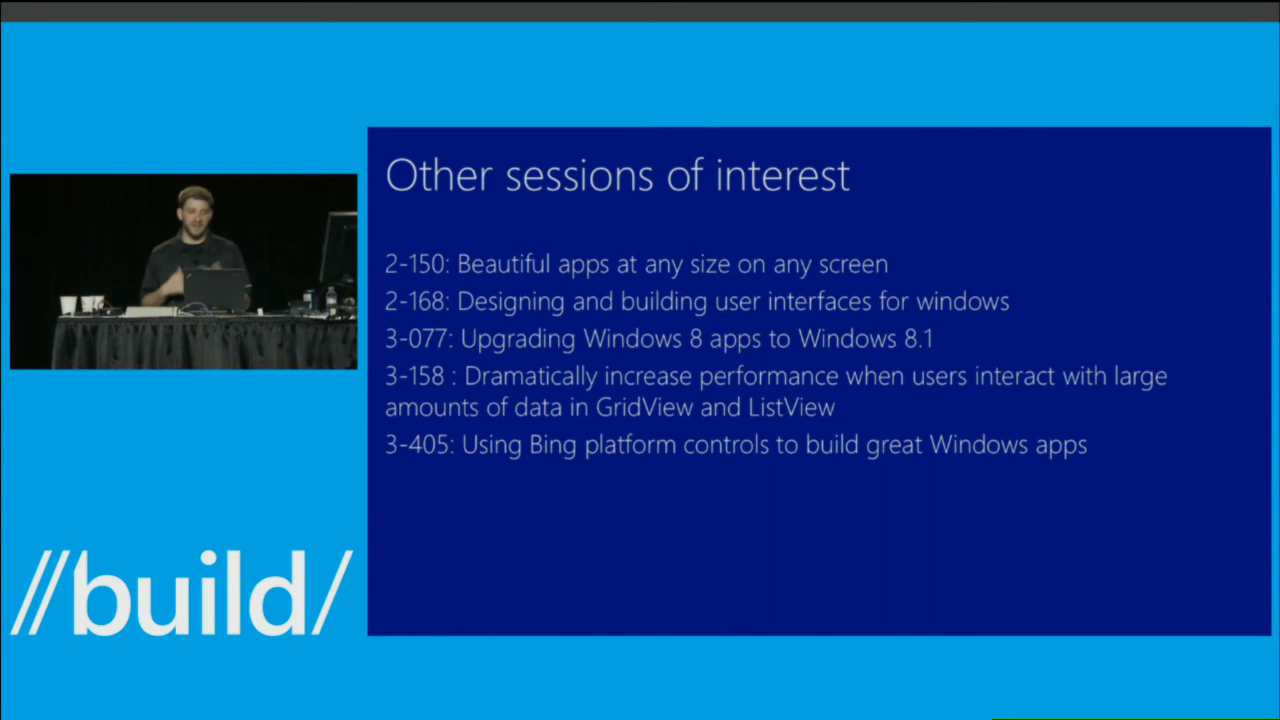 Other sessions of interest
2-150: Beautiful apps at any size on any screen
2-168: Designing and building user interfaces for windows
3-077: Upgrading Windows 8 apps to Windows 8.1
3-158 : Dramatically increase performance when users interact with large
amounts of data in GridView and ListView
3-405: Using Bing platform controls to build great Windows apps
//build/